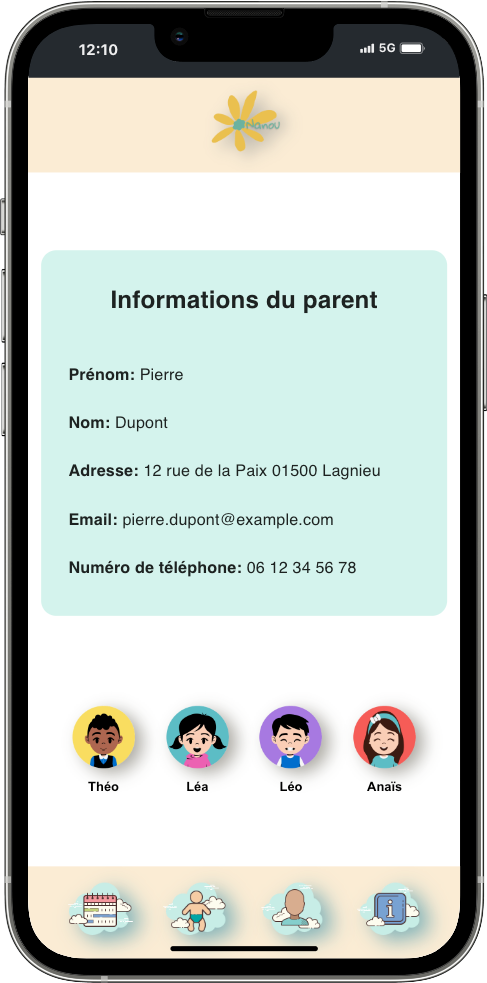 12:10
5G
Nanou
Informations du parent
Prénom: Pierre
Nom: Dupont
Adresse: 12 rue de la Paix 01500 Lagnieu
Email: pierre.dupont@example.com
Numéro de téléphone: 06 12 34 56 78
Théo
Léa
Léo
Anaïs
i